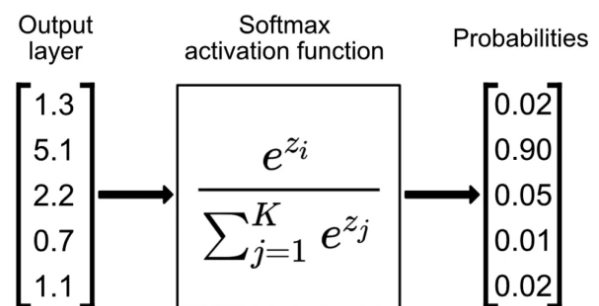 Output
layer
Softmax
activation function
Probabilities
1.3
5.1
2.2
0.7
1.1
e^{z_i}
∑_{j=1}^{K} e^{z_j}
0.02
0.90
0.05
0.01
0.02